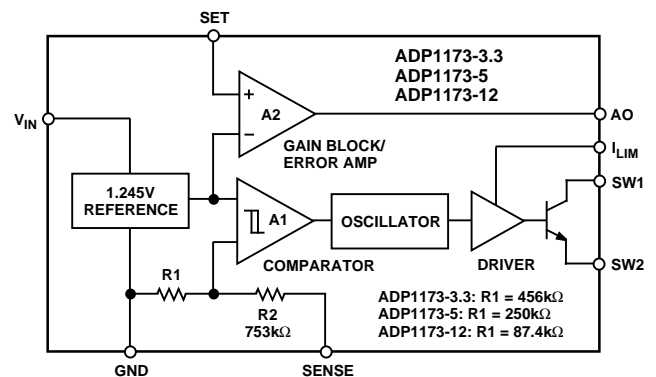 SET
ADP1173-3.3
ADP1173-5
ADP1173-12
VIN
+
A2
−
AO
GAIN BLOCK/
ERROR AMP
ILIM
1.245V
REFERENCE
A1
OSCILLATOR
SW1
R1
COMPARATOR
DRIVER
SW2
R2
753kΩ
ADP1173-3.3: R1 = 456kΩ
ADP1173-5: R1 = 250kΩ
ADP1173-12: R1 = 87.4kΩ
GND
SENSE